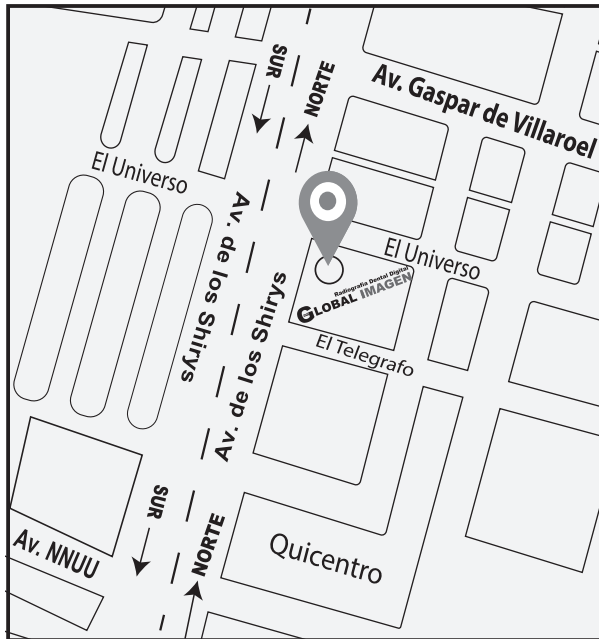 SUR
NORTE
Av. Gaspar de Villaroel
El Universo
Av. de los Shirys
El Universo
Radiografía Dental Digital
GLOBAL IMAGEN
Av. de los Shirys
El Telegrafo
SUR
NORTE
Av. NNUU
Quicentro